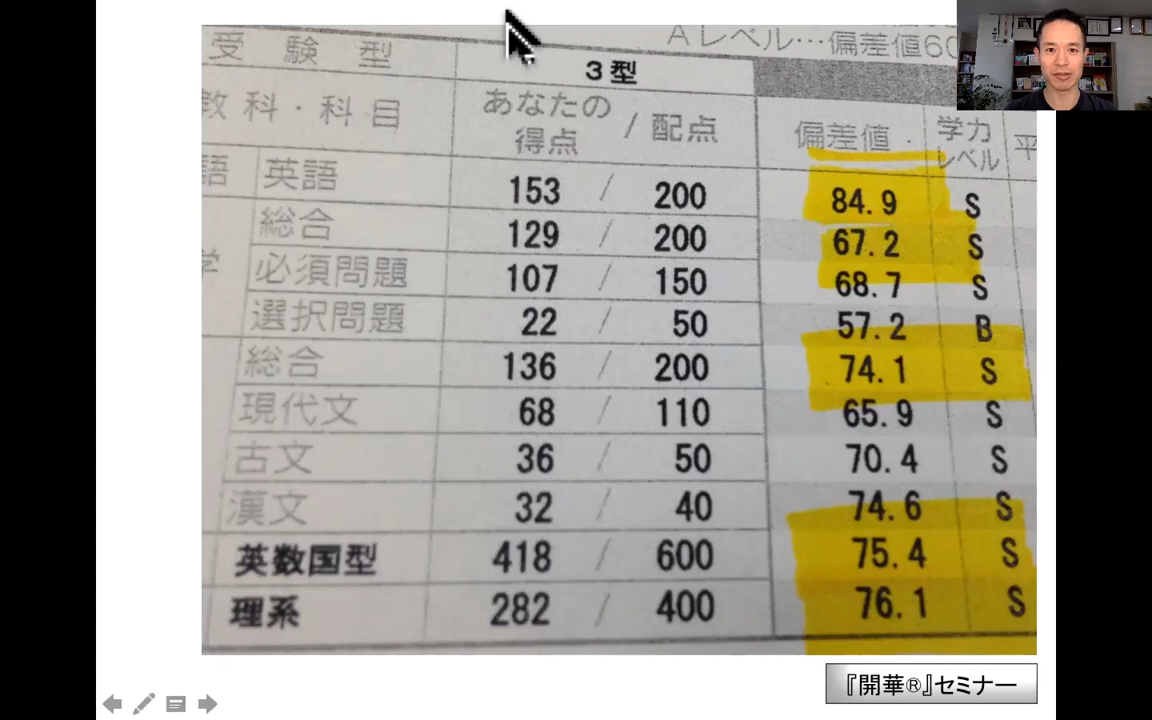 Aレベル…偏差値60
受験型 3型
教科・科目 あなたの得点 / 配点 偏差値 学力レベル 平
語 英語 153 / 200 84.9 S
総合 129 / 200 67.2 S
学 必須問題 107 / 150 68.7 S
選択問題 22 / 50 57.2 B
総合 136 / 200 74.1 S
現代文 68 / 110 65.9 S
古文 36 / 50 70.4 S
漢文 32 / 40 74.6 S
英数国型 418 / 600 75.4 S
理系 282 / 400 76.1 S
『開華®』セミナー